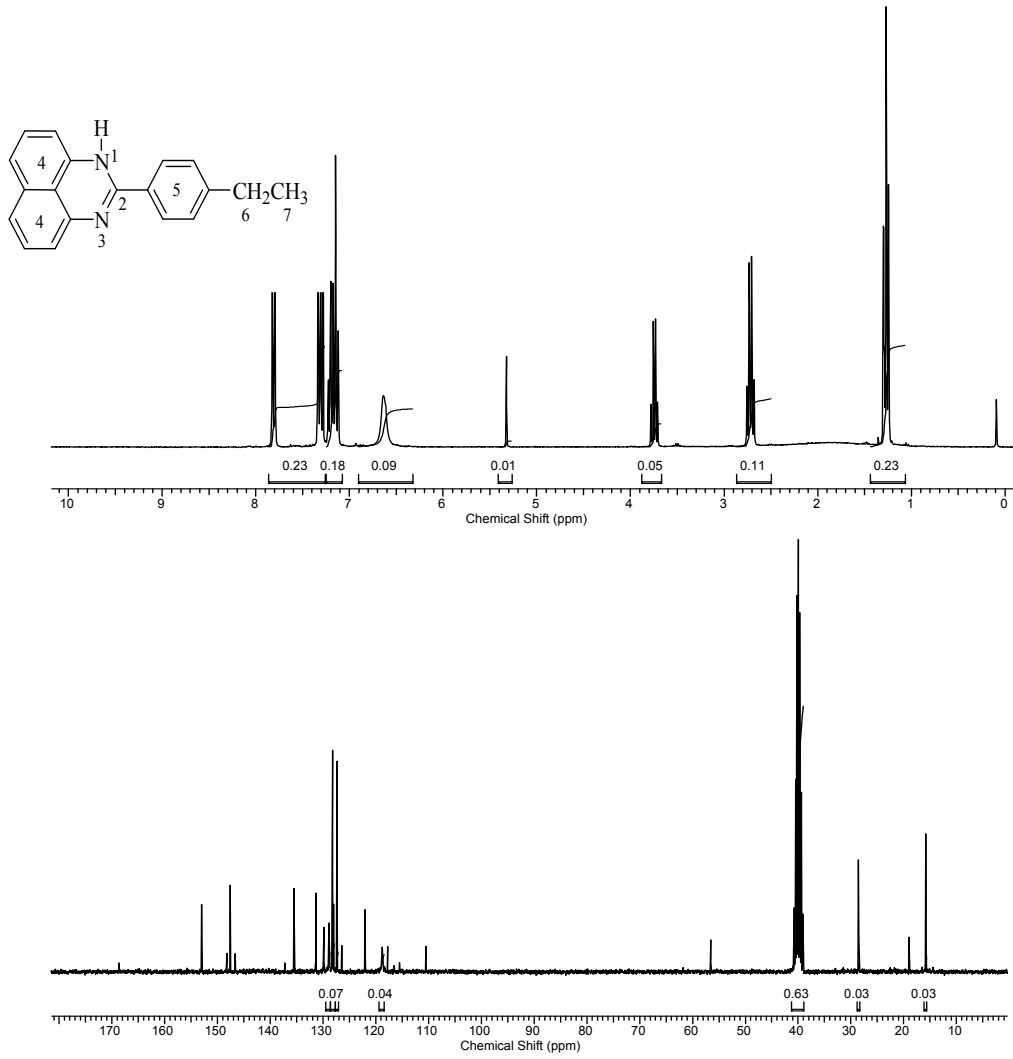 H
N 1
4
2
5
CH2CH3
6 7
4
N
3
0.23 0.18 0.09 0.01 0.05 0.11 0.23
10 9 8 7 6 5 4 3 2 1 0
Chemical Shift (ppm)
0.07 0.04 0.63 0.03 0.03
170 160 150 140 130 120 110 100 90 80 70 60 50 40 30 20 10
Chemical Shift (ppm)